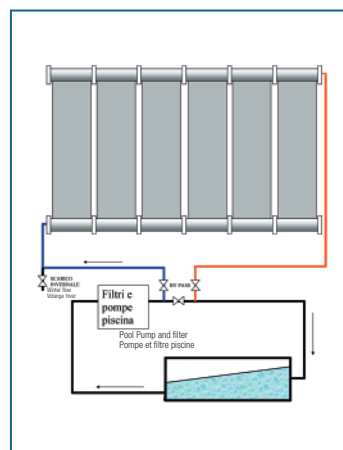 SCARICO
INVERNALE
Winter flow
Vidange hiver
BY PASS
Filtri e
pompe
piscina
Pool Pump and filter
Pompe et filtre piscine